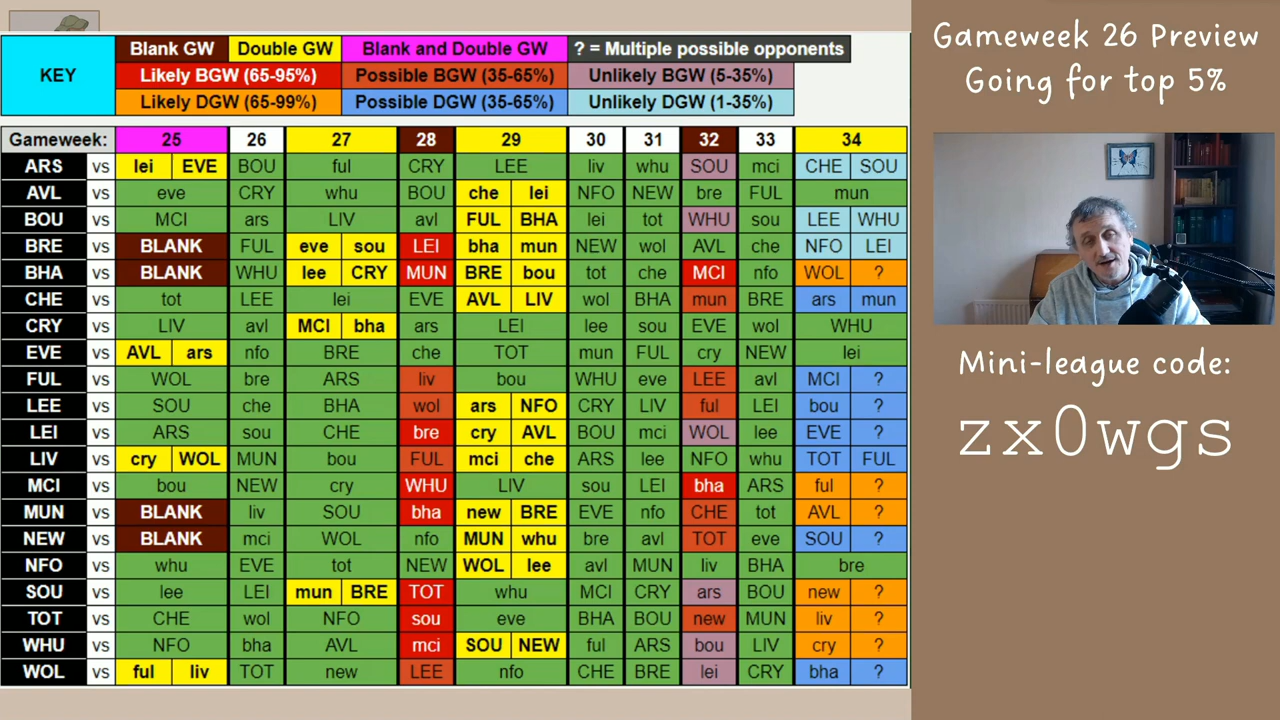 KEY
Blank GW Double GW Blank and Double GW ? = Multiple possible opponents
Likely BGW (65-95%) Possible BGW (35-65%) Unlikely BGW (5-35%)
Likely DGW (65-99%) Possible DGW (35-65%) Unlikely DGW (1-35%)
Gameweek: 25 26 27 28 29 30 31 32 33 34
ARS vs lei EVE BOU ful CRY LEE liv whu SOU mci CHE SOU
AVL vs eve CRY whu BOU che lei NFO NEW bre FUL mun
BOU vs MCI ars LIV avl FUL BHA lei tot WHU sou LEE WHU
BRE vs BLANK FUL eve sou LEI bha mun NEW wol AVL che NFO LEI
BHA vs BLANK WHU lee CRY MUN BRE bou tot che MCI nfo WOL ?
CHE vs tot LEE lei EVE AVL LIV wol BHA mun BRE ars mun
CRY vs LIV avl MCI bha ars LEI lee sou EVE wol WHU
EVE vs AVL ars nfo BRE che TOT mun FUL cry NEW lei
FUL vs WOL bre ARS liv bou WHU eve LEE avl MCI ?
LEE vs SOU che BHA wol ars NFO CRY LIV ful LEI bou ?
LEI vs ARS sou CHE bre cry AVL BOU mci WOL lee EVE ?
LIV vs cry WOL MUN bou FUL mci che ARS lee NFO whu TOT FUL
MCI vs bou NEW cry WHU LIV sou LEI bha ARS ful ?
MUN vs BLANK liv SOU bha new BRE EVE nfo CHE tot AVL ?
NEW vs BLANK mci WOL nfo MUN whu bre avl TOT eve SOU ?
NFO vs whu EVE tot NEW WOL lee avl MUN liv BHA bre
SOU vs lee LEI mun BRE TOT whu MCI CRY ars BOU new ?
TOT vs CHE wol NFO sou eve BHA BOU new MUN liv ?
WHU vs NFO bha AVL mci SOU NEW ful ARS bou LIV cry ?
WOL vs ful liv TOT new LEE nfo CHE BRE lei CRY bha ?
Gameweek 26 Preview
Going for top 5%
Mini-league code:
zx0wgs